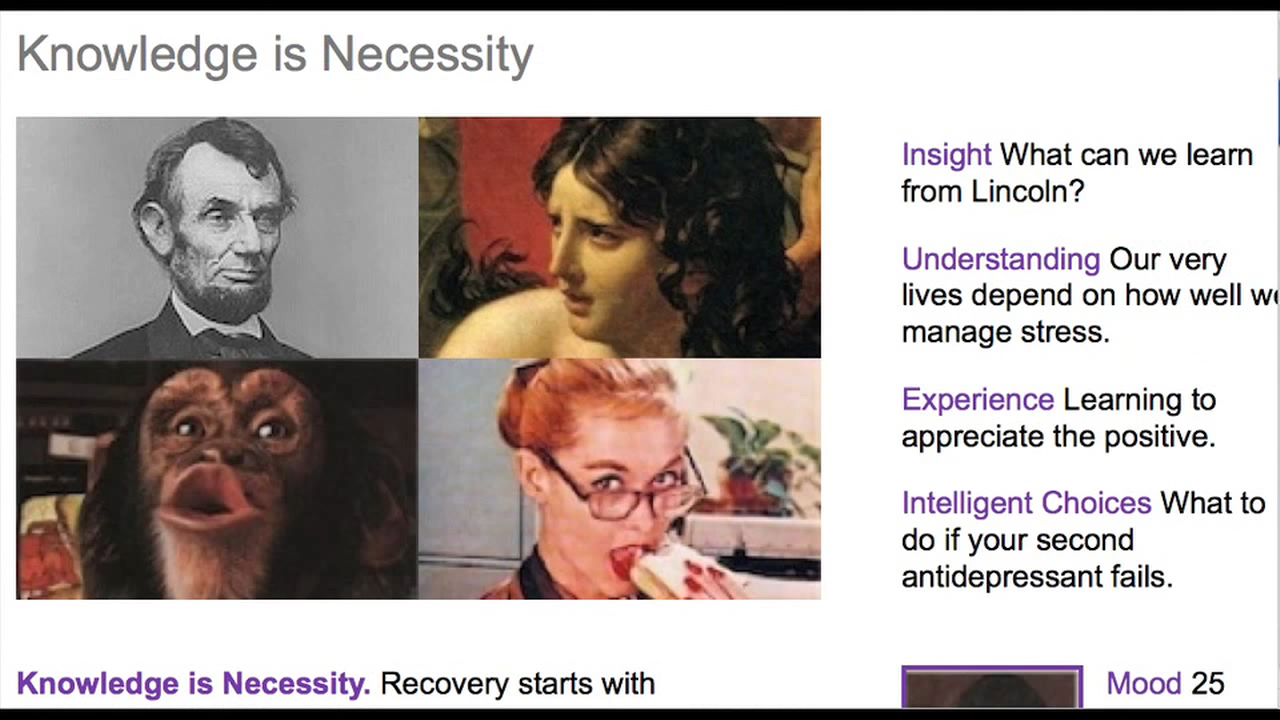 Knowledge is Necessity
Insight What can we learn
from Lincoln?
Understanding Our very
lives depend on how well we
manage stress.
Experience Learning to
appreciate the positive.
Intelligent Choices What to
do if your second
antidepressant fails.
Knowledge is Necessity. Recovery starts with
Mood 25